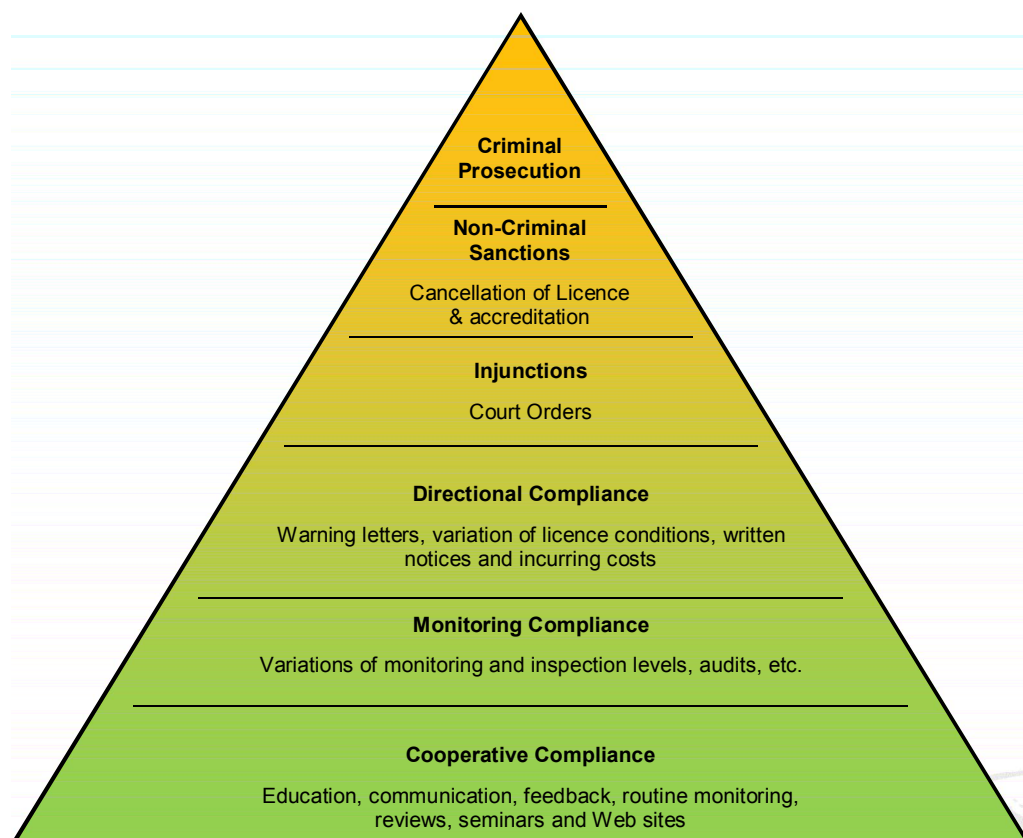 Criminal
Prosecution
Non-Criminal
Sanctions
Cancellation of Licence
& accreditation
Injunctions
Court Orders
Directional Compliance
Warning letters, variation of licence conditions, written
notices and incurring costs
Monitoring Compliance
Variations of monitoring and inspection levels, audits, etc.
Cooperative Compliance
Education, communication, feedback, routine monitoring,
reviews, seminars and Web sites